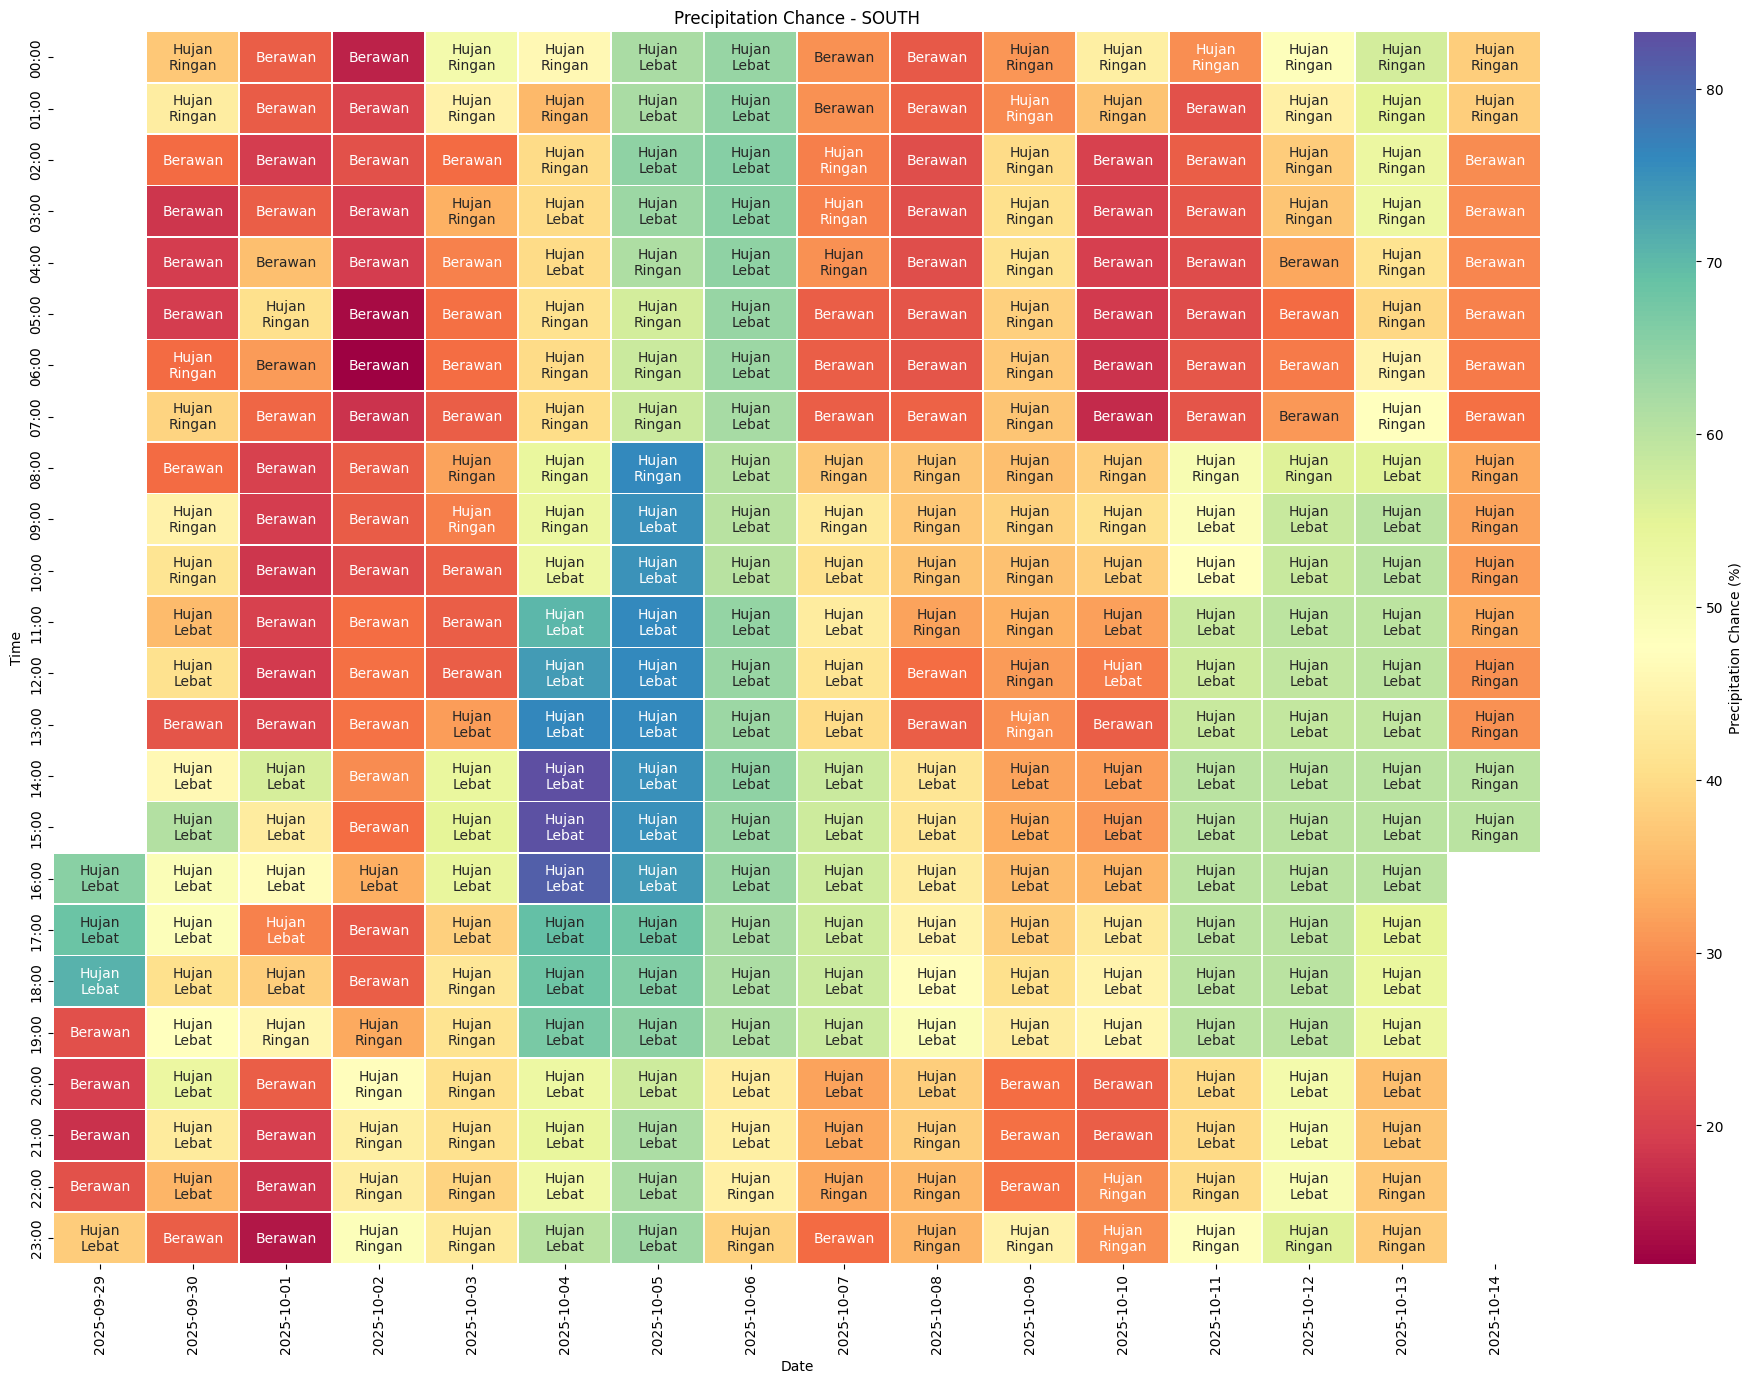 Precipitation Chance - SOUTH
00:00 Hujan Ringan Berawan Berawan Hujan Ringan Hujan Ringan Hujan Lebat Hujan Lebat Berawan Berawan Hujan Ringan Hujan Ringan Hujan Ringan Hujan Ringan Hujan Ringan Hujan Ringan
01:00 Hujan Ringan Berawan Berawan Hujan Ringan Hujan Ringan Hujan Lebat Hujan Lebat Berawan Berawan Hujan Ringan Hujan Ringan Berawan Hujan Ringan Hujan Ringan Hujan Ringan
02:00 Berawan Berawan Berawan Berawan Hujan Ringan Hujan Lebat Hujan Lebat Hujan Ringan Berawan Hujan Ringan Berawan Berawan Hujan Ringan Hujan Ringan Berawan
03:00 Berawan Berawan Berawan Hujan Ringan Hujan Lebat Hujan Lebat Hujan Lebat Hujan Ringan Berawan Hujan Ringan Berawan Berawan Hujan Ringan Hujan Ringan Berawan
04:00 Berawan Berawan Berawan Berawan Hujan Lebat Hujan Ringan Hujan Lebat Hujan Ringan Berawan Hujan Ringan Berawan Berawan Berawan Hujan Ringan Berawan
05:00 Berawan Hujan Ringan Berawan Berawan Hujan Ringan Hujan Ringan Hujan Lebat Berawan Berawan Hujan Ringan Berawan Berawan Berawan Hujan Ringan Berawan
06:00 Hujan Ringan Berawan Berawan Berawan Hujan Ringan Hujan Ringan Hujan Lebat Berawan Berawan Hujan Ringan Berawan Berawan Berawan Hujan Ringan Berawan
07:00 Hujan Ringan Berawan Berawan Berawan Hujan Ringan Hujan Ringan Hujan Lebat Berawan Berawan Hujan Ringan Berawan Berawan Berawan Hujan Ringan Berawan
08:00 Berawan Berawan Berawan Hujan Ringan Hujan Ringan Hujan Ringan Hujan Lebat Hujan Ringan Hujan Ringan Hujan Ringan Hujan Ringan Hujan Ringan Hujan Ringan Hujan Lebat Hujan Ringan
09:00 Hujan Ringan Berawan Berawan Hujan Ringan Hujan Ringan Hujan Lebat Hujan Lebat Hujan Ringan Hujan Ringan Hujan Ringan Hujan Ringan Hujan Lebat Hujan Lebat Hujan Lebat Hujan Ringan
10:00 Hujan Ringan Berawan Berawan Berawan Hujan Lebat Hujan Lebat Hujan Lebat Hujan Lebat Hujan Ringan Hujan Ringan Hujan Lebat Hujan Lebat Hujan Lebat Hujan Lebat Hujan Ringan
11:00 Hujan Lebat Berawan Berawan Berawan Hujan Lebat Hujan Lebat Hujan Lebat Hujan Lebat Hujan Ringan Hujan Ringan Hujan Lebat Hujan Lebat Hujan Lebat Hujan Lebat Hujan Ringan
12:00 Hujan Lebat Berawan Berawan Berawan Hujan Lebat Hujan Lebat Hujan Lebat Hujan Lebat Berawan Hujan Ringan Hujan Lebat Hujan Lebat Hujan Lebat Hujan Lebat Hujan Ringan
13:00 Berawan Berawan Berawan Hujan Lebat Hujan Lebat Hujan Lebat Hujan Lebat Hujan Lebat Berawan Hujan Ringan Berawan Hujan Lebat Hujan Lebat Hujan Lebat Hujan Ringan
14:00 Hujan Lebat Hujan Lebat Berawan Hujan Lebat Hujan Lebat Hujan Lebat Hujan Lebat Hujan Lebat Hujan Lebat Hujan Lebat Hujan Lebat Hujan Lebat Hujan Lebat Hujan Lebat Hujan Ringan
15:00 Hujan Lebat Hujan Lebat Berawan Hujan Lebat Hujan Lebat Hujan Lebat Hujan Lebat Hujan Lebat Hujan Lebat Hujan Lebat Hujan Lebat Hujan Lebat Hujan Lebat Hujan Lebat Hujan Ringan
16:00 Hujan Lebat Hujan Lebat Hujan Lebat Hujan Lebat Hujan Lebat Hujan Lebat Hujan Lebat Hujan Lebat Hujan Lebat Hujan Lebat Hujan Lebat Hujan Lebat Hujan Lebat Hujan Lebat Hujan Lebat
17:00 Hujan Lebat Hujan Lebat Hujan Lebat Berawan Hujan Lebat Hujan Lebat Hujan Lebat Hujan Lebat Hujan Lebat Hujan Lebat Hujan Lebat Hujan Lebat Hujan Lebat Hujan Lebat Hujan Lebat
18:00 Hujan Lebat Hujan Lebat Hujan Lebat Berawan Hujan Ringan Hujan Lebat Hujan Lebat Hujan Lebat Hujan Lebat Hujan Lebat Hujan Lebat Hujan Lebat Hujan Lebat Hujan Lebat Hujan Lebat
19:00 Berawan Hujan Lebat Hujan Ringan Hujan Ringan Hujan Ringan Hujan Lebat Hujan Lebat Hujan Lebat Hujan Lebat Hujan Lebat Hujan Lebat Hujan Lebat Hujan Lebat Hujan Lebat Hujan Lebat
20:00 Berawan Hujan Lebat Berawan Hujan Ringan Hujan Ringan Hujan Lebat Hujan Lebat Hujan Lebat Hujan Lebat Hujan Lebat Berawan Berawan Hujan Lebat Hujan Lebat Hujan Lebat
21:00 Berawan Hujan Lebat Berawan Hujan Ringan Hujan Ringan Hujan Lebat Hujan Lebat Hujan Lebat Hujan Lebat Hujan Ringan Berawan Berawan Hujan Lebat Hujan Lebat Hujan Lebat
22:00 Berawan Hujan Lebat Berawan Hujan Ringan Hujan Ringan Hujan Lebat Hujan Lebat Hujan Ringan Hujan Ringan Hujan Ringan Berawan Hujan Ringan Hujan Ringan Hujan Lebat Hujan Ringan
23:00 Hujan Lebat Berawan Berawan Hujan Ringan Hujan Ringan Hujan Lebat Hujan Lebat Hujan Ringan Berawan Hujan Ringan Hujan Ringan Hujan Ringan Hujan Ringan Hujan Ringan Hujan Ringan
Time
2025-09-29 2025-09-30 2025-10-01 2025-10-02 2025-10-03 2025-10-04 2025-10-05 2025-10-06 2025-10-07 2025-10-08 2025-10-09 2025-10-10 2025-10-11 2025-10-12 2025-10-13 2025-10-14
Date
80
70
60
50
40
30
20
Precipitation Chance (%)